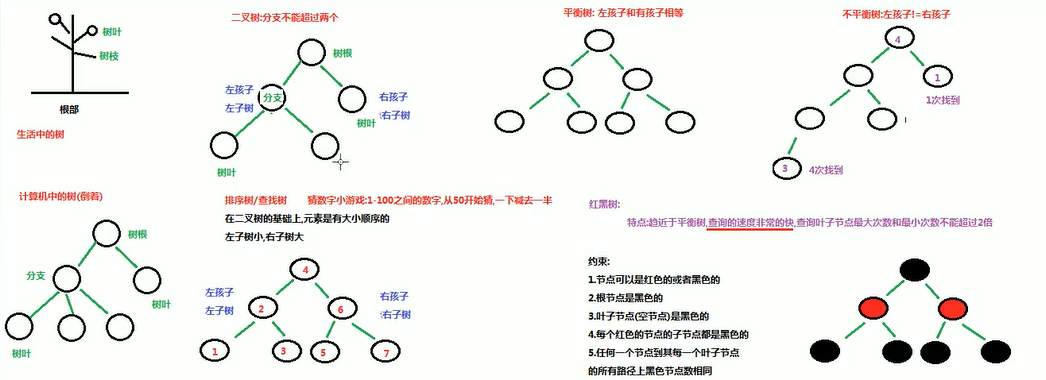 树叶
树枝
根部
生活中的树
二叉树:分支不能超过两个
树根
左孩子
左子树
分支
右孩子
右子树
树叶
树叶
平衡树: 左孩子和有孩子相等
不平衡树:左孩子!=右孩子
4
1
1次找到
3
4次找到
计算机中的树(倒着)
树根
分支
树叶
树叶
排序树/查找树 猜数字小游戏:1-100之间的数字,从50开始猜,一下减去一半
在二叉树的基础上,元素是有大小顺序的
左子树小,右子树大
4
左孩子
左子树
2
6
右孩子
右子树
1
3
5
7
红黑树:
特点:趋近于平衡树,查询的速度非常的快,查询叶子节点最大次数和最小次数不能超过2倍
约束:
1.节点可以是红色的或者黑色的
2.根节点是黑色的
3.叶子节点(空节点)是黑色的
4.每个红色的节点的子节点都是黑色的
5.任何一个节点到其每一个叶子节点
的所有路径上黑色节点数相同